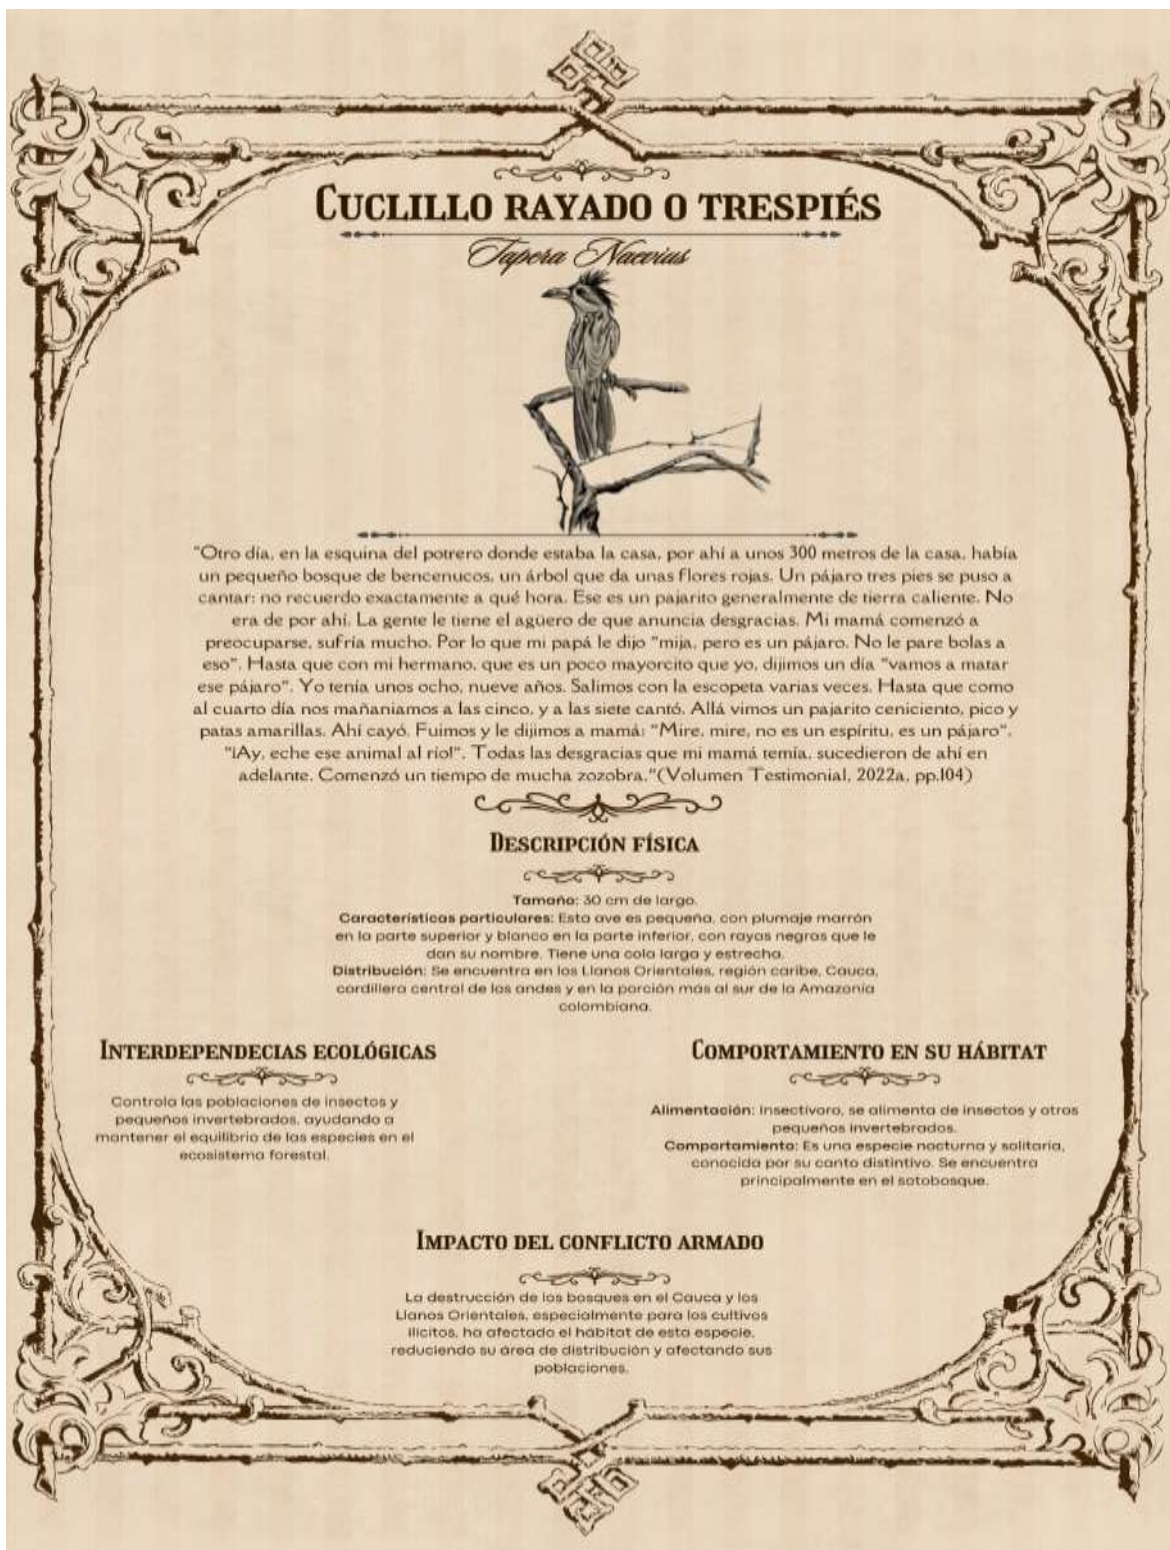 CUCLILLO RAYADO O TRESPIÉS
Tapera Naevius
"Otro día, en la esquina del potrero donde estaba la casa, por ahí a unos 300 metros de la casa, había
un pequeño bosque de bencenucos, un árbol que da unas flores rojas. Un pájaro tres pies se puso a
cantar: no recuerdo exactamente a qué hora. Ese es un pajarito generalmente de tierra caliente. No
era de por ahí. La gente le tiene el agüero de que anuncia desgracias. Mi mamá comenzó a
preocuparse, sufría mucho. Por lo que mi papá le dijo "mija, pero es un pájaro. No le pare bolas a
eso". Hasta que con mi hermano, que es un poco mayorcito que yo, dijimos un día "vamos a matar
ese pájaro". Yo tenía unos ocho, nueve años. Salimos con la escopeta varias veces. Hasta que como
al cuarto día nos mañaniamos a las cinco, y a las siete cantó. Allá vimos un pajarito ceniciento, pico y
patas amarillas. Ahí cayó. Fuimos y le dijimos a mamá: "Mire, mire, no es un espíritu, es un pájaro".
"¡Ay, eche ese animal al río!". Todas las desgracias que mi mamá temía, sucedieron de ahí en
adelante. Comenzó un tiempo de mucha zozobra."(Volumen Testimonial, 2022a, pp.104)
DESCRIPCIÓN FÍSICA
Tamaño: 30 cm de largo.
Características particulares: Esta ave es pequeña, con plumaje marrón
en la parte superior y blanco en la parte inferior, con rayas negras que le
dan su nombre. Tiene una cola larga y estrecha.
Distribución: Se encuentra en los Llanos Orientales, región caribe, Cauca,
cordillera central de los andes y en la porción más al sur de la Amazonía
colombiana.
INTERDEPENDECIAS ECOLÓGICAS
Controla las poblaciones de insectos y
pequeños invertebrados, ayudando a
mantener el equilibrio de las especies en el
ecosistema forestal.
COMPORTAMIENTO EN SU HÁBITAT
Alimentación: Insectívoro, se alimenta de insectos y otros
pequeños invertebrados.
Comportamiento: Es una especie nocturna y solitaria,
conocida por su canto distintivo. Se encuentra
principalmente en el sotobosque.
IMPACTO DEL CONFLICTO ARMADO
La destrucción de los bosques en el Cauca y los
Llanos Orientales, especialmente para los cultivos
ilícitos, ha afectado el hábitat de esta especie,
reduciendo su área de distribución y afectando sus
poblaciones.